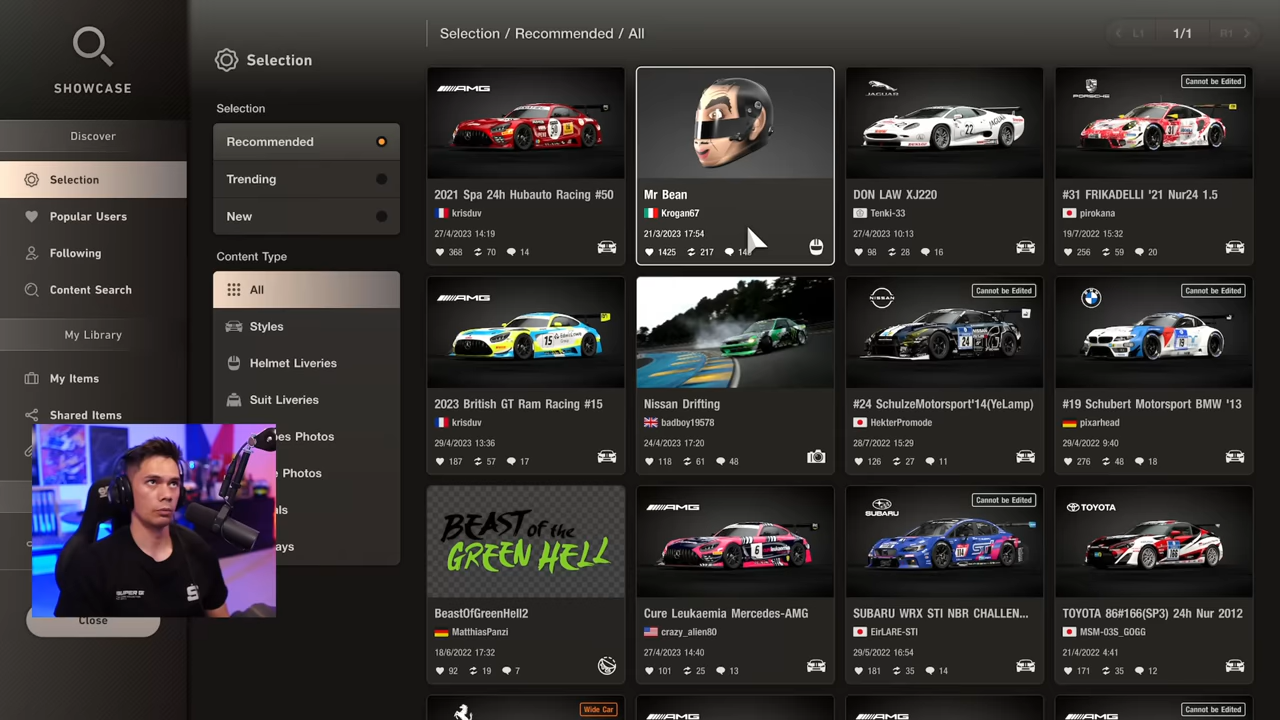 SHOWCASE
Discover
Selection
Popular Users
Following
Content Search
My Library
My Items
Shared Items
Close
Selection
Selection
Recommended
Trending
New
Content Type
All
Styles
Helmet Liveries
Suit Liveries
es Photos
Photos
ls
ays
Selection / Recommended / All
L1
1/1
R1
AMG
2021 Spa 24h Hubauto Racing #50
krisduv
27/4/2023 14:19
368 70 14
Mr Bean
Krogan67
21/3/2023 17:54
1425 217
JAGUAR
DON LAW XJ220
Tenki-33
27/4/2023 10:13
98 28 16
PORSCHE
Cannot be Edited
#31 FRIKADELLI '21 Nur24 1.5
pirokana
19/7/2022 15:32
256 59 20
AMG
2023 British GT Ram Racing #15
krisduv
29/4/2023 13:36
187 57 17
Nissan Drifting
badboy19578
24/4/2023 17:20
118 61 48
NISSAN
Cannot be Edited
#24 SchulzeMotorsport'14(YeLamp)
HekterPromode
28/7/2022 15:29
126 27 11
Cannot be Edited
#19 Schubert Motorsport BMW '13
pixarhead
29/4/2022 9:40
276 48 18
BEAST of the
GREEN HELL
BeastOfGreenHell2
MatthiasPanzi
18/6/2022 17:32
92 19 7
AMG
Cure Leukaemia Mercedes-AMG
crazy_alien80
27/4/2023 14:40
101 25 13
SUBARU
Cannot be Edited
SUBARU WRX STI NBR CHALLEN...
EirLARE-STI
29/5/2022 16:54
181 35 14
TOYOTA
TOYOTA 86#166(SP3) 24h Nur 2012
MSM-03S_GOGG
21/4/2022 4:41
171 35 12
Wide Car
AMG
AMG
Cannot be Edited